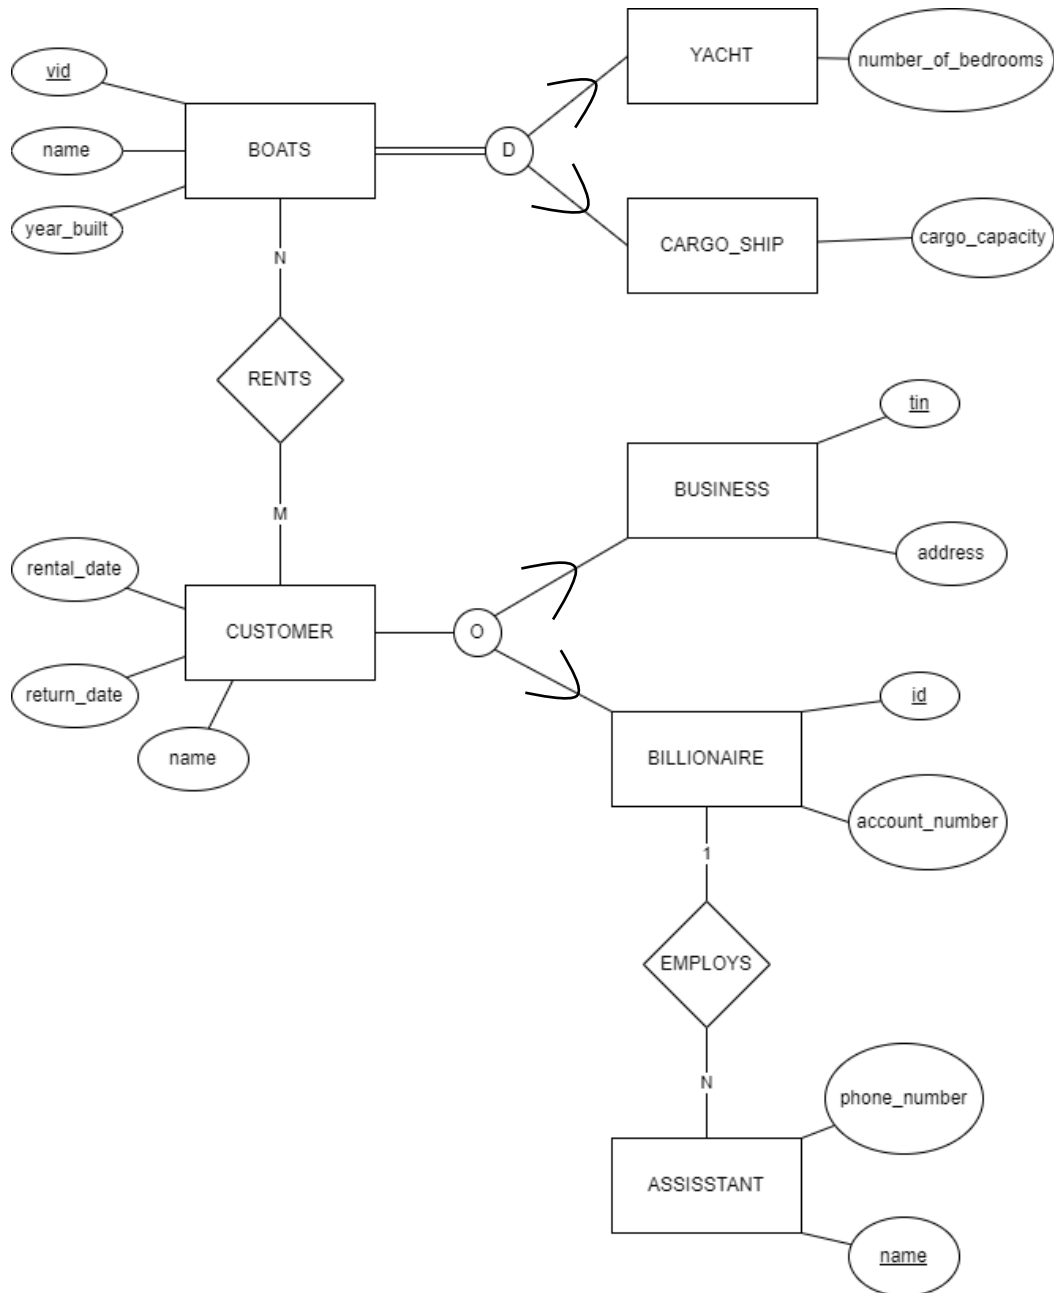 YACHT
number_of_bedrooms
vid
name
BOATS
D
year_built
CARGO_SHIP
cargo_capacity
N
RENTS
tin
BUSINESS
M
address
rental_date
CUSTOMER
O
return_date
id
name
BILLIONAIRE
account_number
1
EMPLOYS
N
phone_number
ASSISSTANT
name